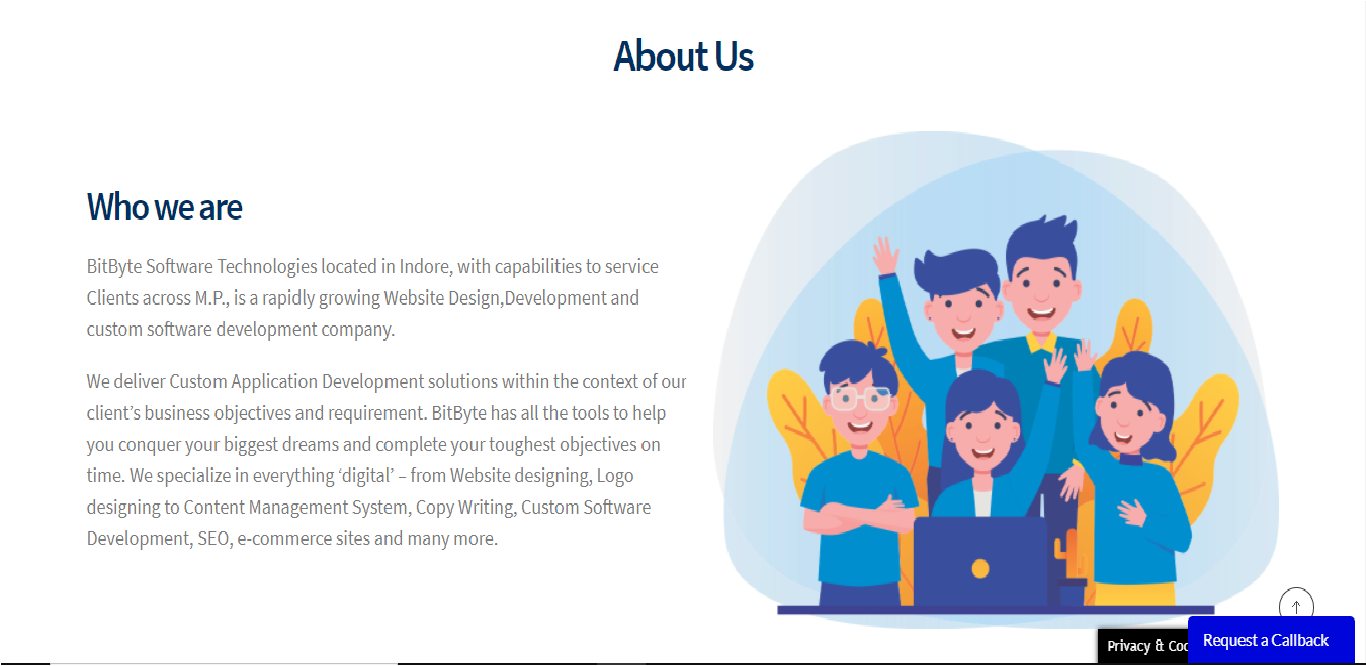 About Us
Who we are
BitByte Software Technologies located in Indore, with capabilities to service
Clients across M.P., is a rapidly growing Website Design,Development and
custom software development company.
We deliver Custom Application Development solutions within the context of our
client’s business objectives and requirement. BitByte has all the tools to help
you conquer your biggest dreams and complete your toughest objectives on
time. We specialize in everything ‘digital’ – from Website designing, Logo
designing to Content Management System, Copy Writing, Custom Software
Development, SEO, e-commerce sites and many more.
Privacy &
Request a Callback